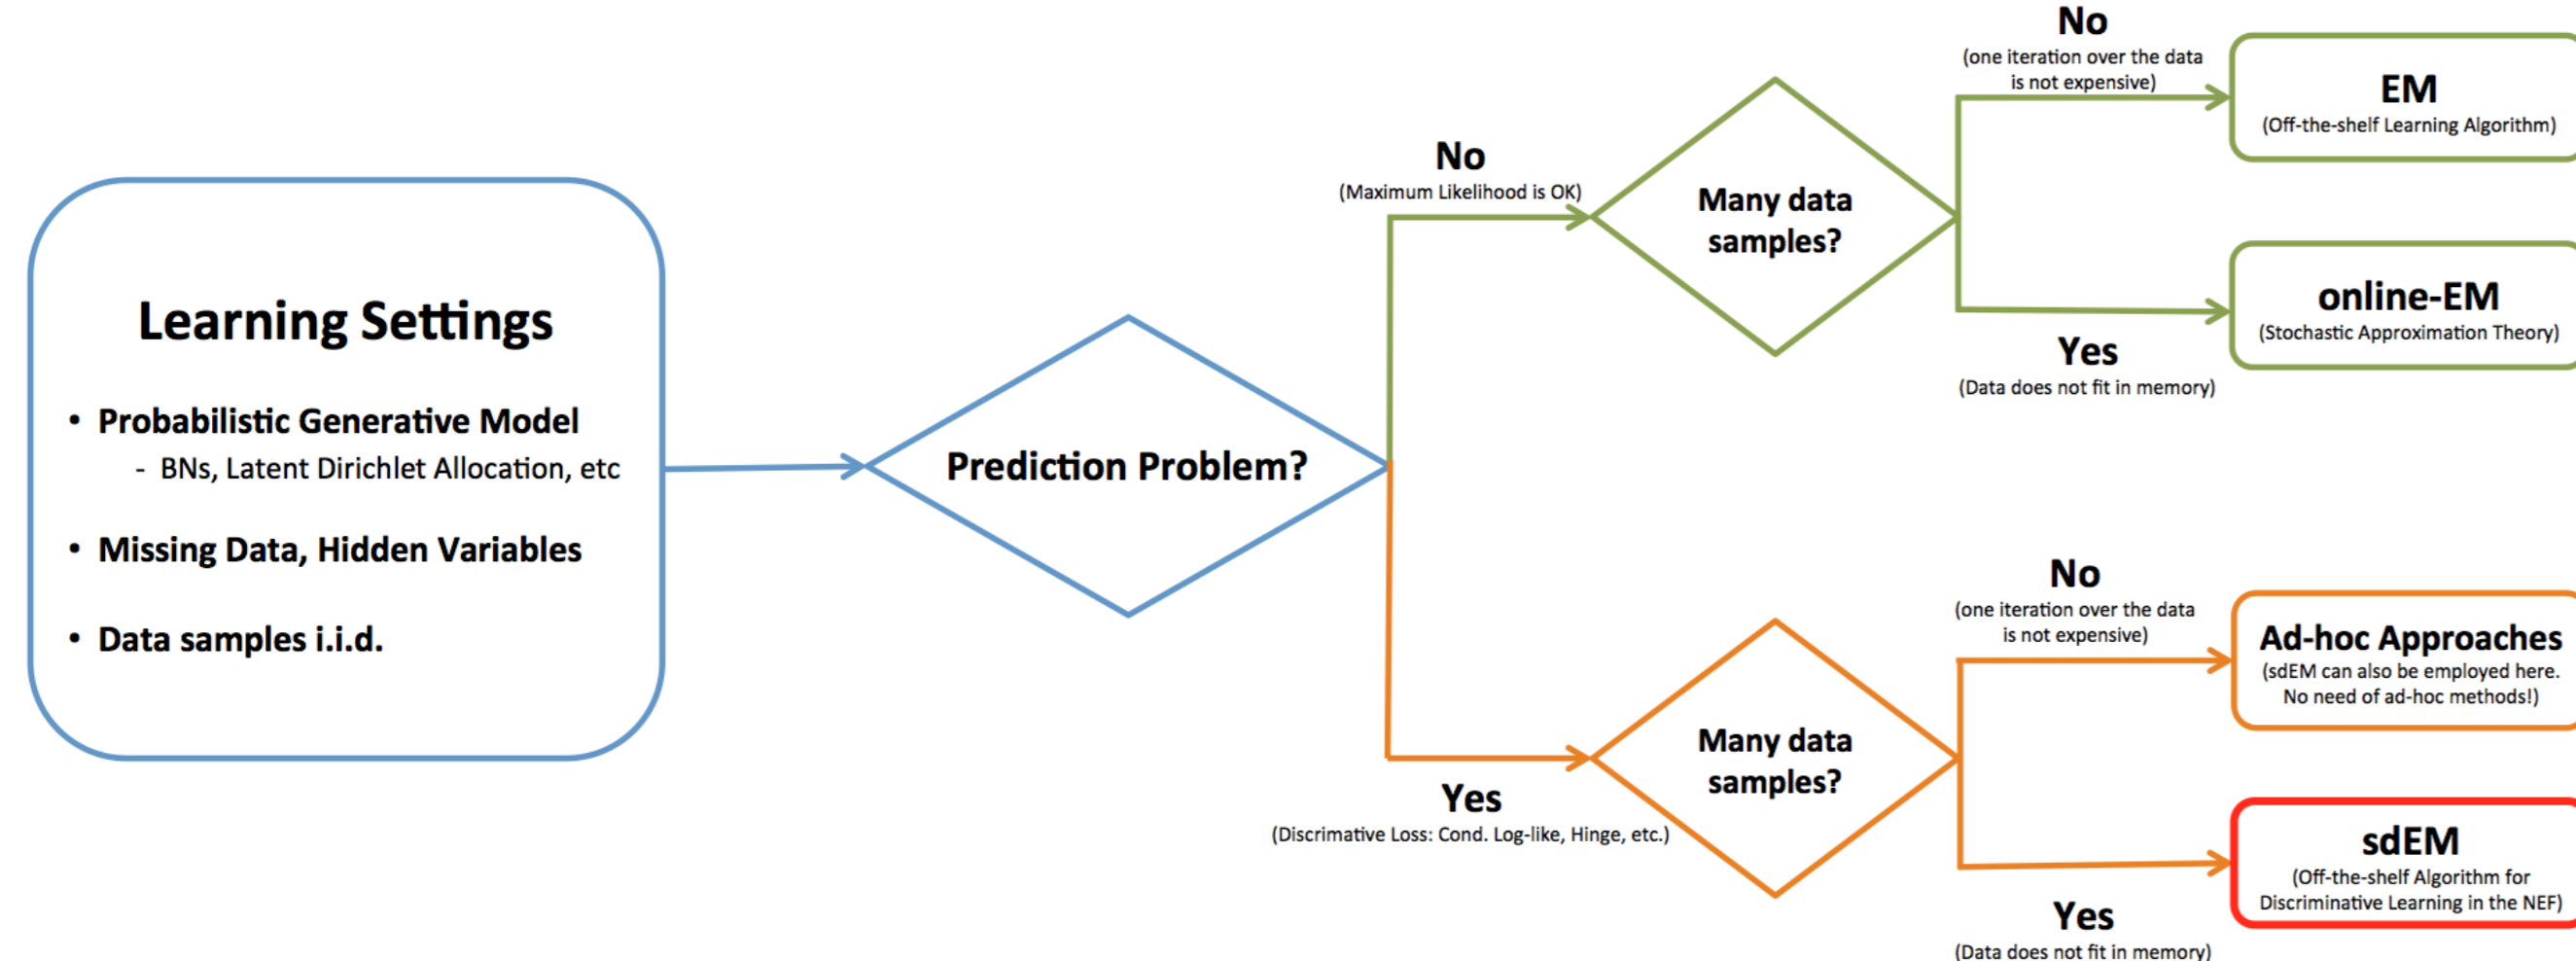 Learning Settings
• Probabilistic Generative Model
- BNs, Latent Dirichlet Allocation, etc
• Missing Data, Hidden Variables
• Data samples i.i.d.
Prediction Problem?
No
(Maximum Likelihood is OK)
Many data
samples?
No
(one iteration over the data
is not expensive)
EM
(Off-the-shelf Learning Algorithm)
Yes
(Data does not fit in memory)
online-EM
(Stochastic Approximation Theory)
Yes
(Discrimative Loss: Cond. Log-like, Hinge, etc.)
Many data
samples?
No
(one iteration over the data
is not expensive)
Ad-hoc Approaches
(sdEM can also be employed here.
No need of ad-hoc methods!)
Yes
(Data does not fit in memory)
sdEM
(Off-the-shelf Algorithm for
Discriminative Learning in the NEF)